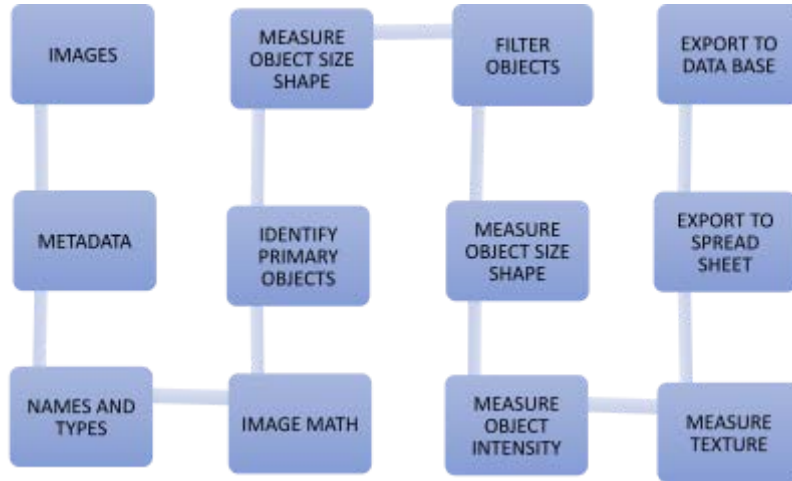 IMAGES
METADATA
NAMES AND
TYPES
IMAGE MATH
IDENTIFY
PRIMARY
OBJECTS
MEASURE
OBJECT SIZE
SHAPE
FILTER
OBJECTS
MEASURE
OBJECT SIZE
SHAPE
MEASURE
OBJECT
INTENSITY
MEASURE
TEXTURE
EXPORT TO
SPREAD
SHEET
EXPORT TO
DATA BASE